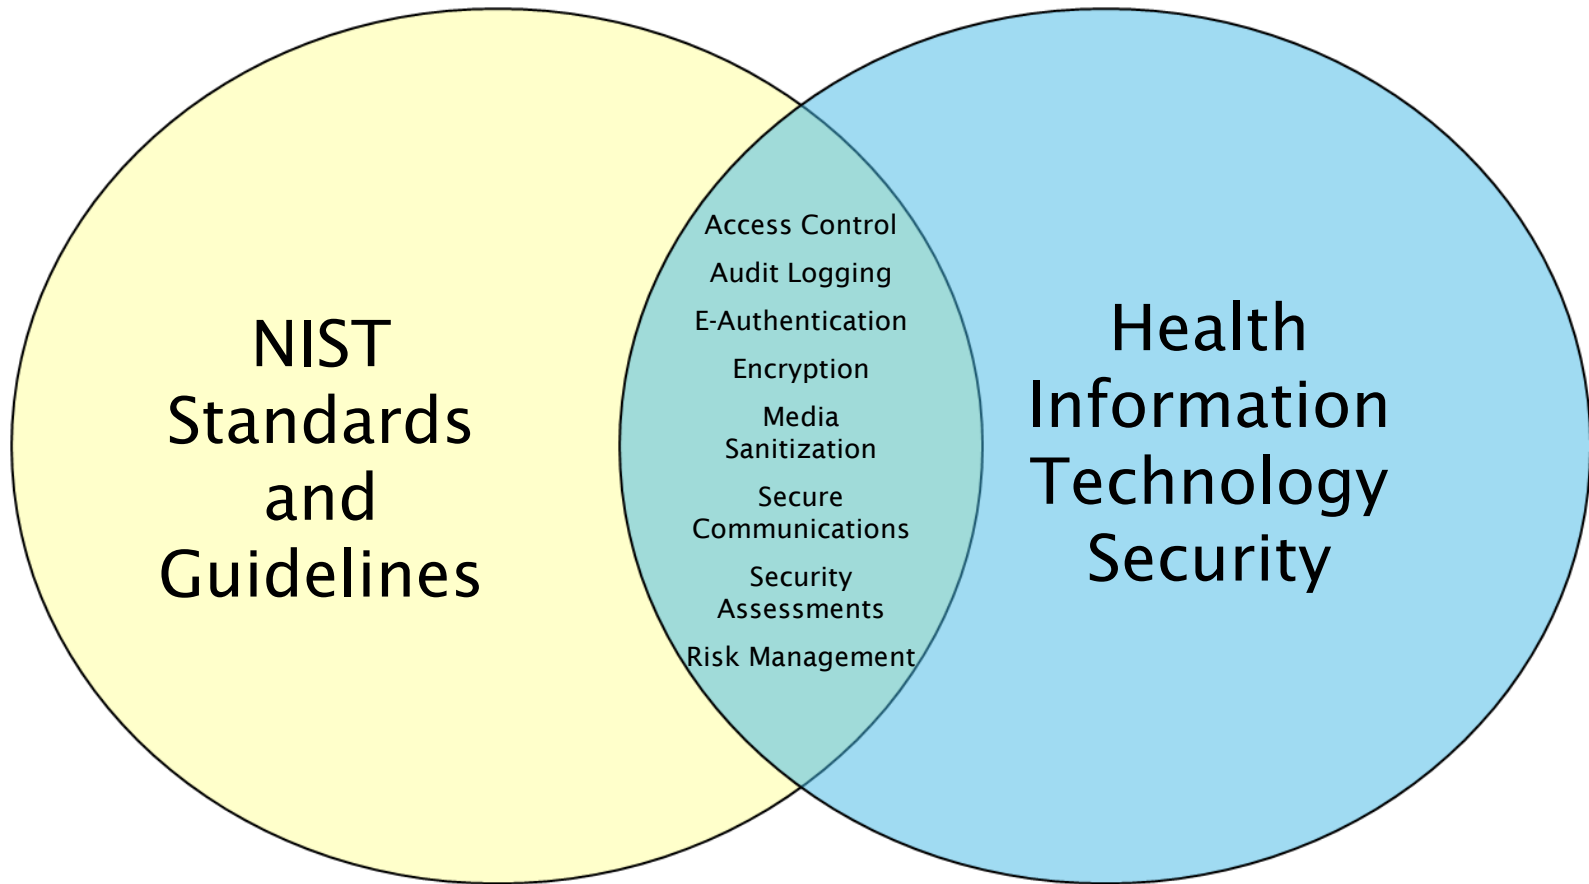 NIST
Standards
and
Guidelines
Access Control
Audit Logging
E-Authentication
Encryption
Media
Sanitization
Secure
Communications
Security
Assessments
Risk Management
Health
Information
Technology
Security